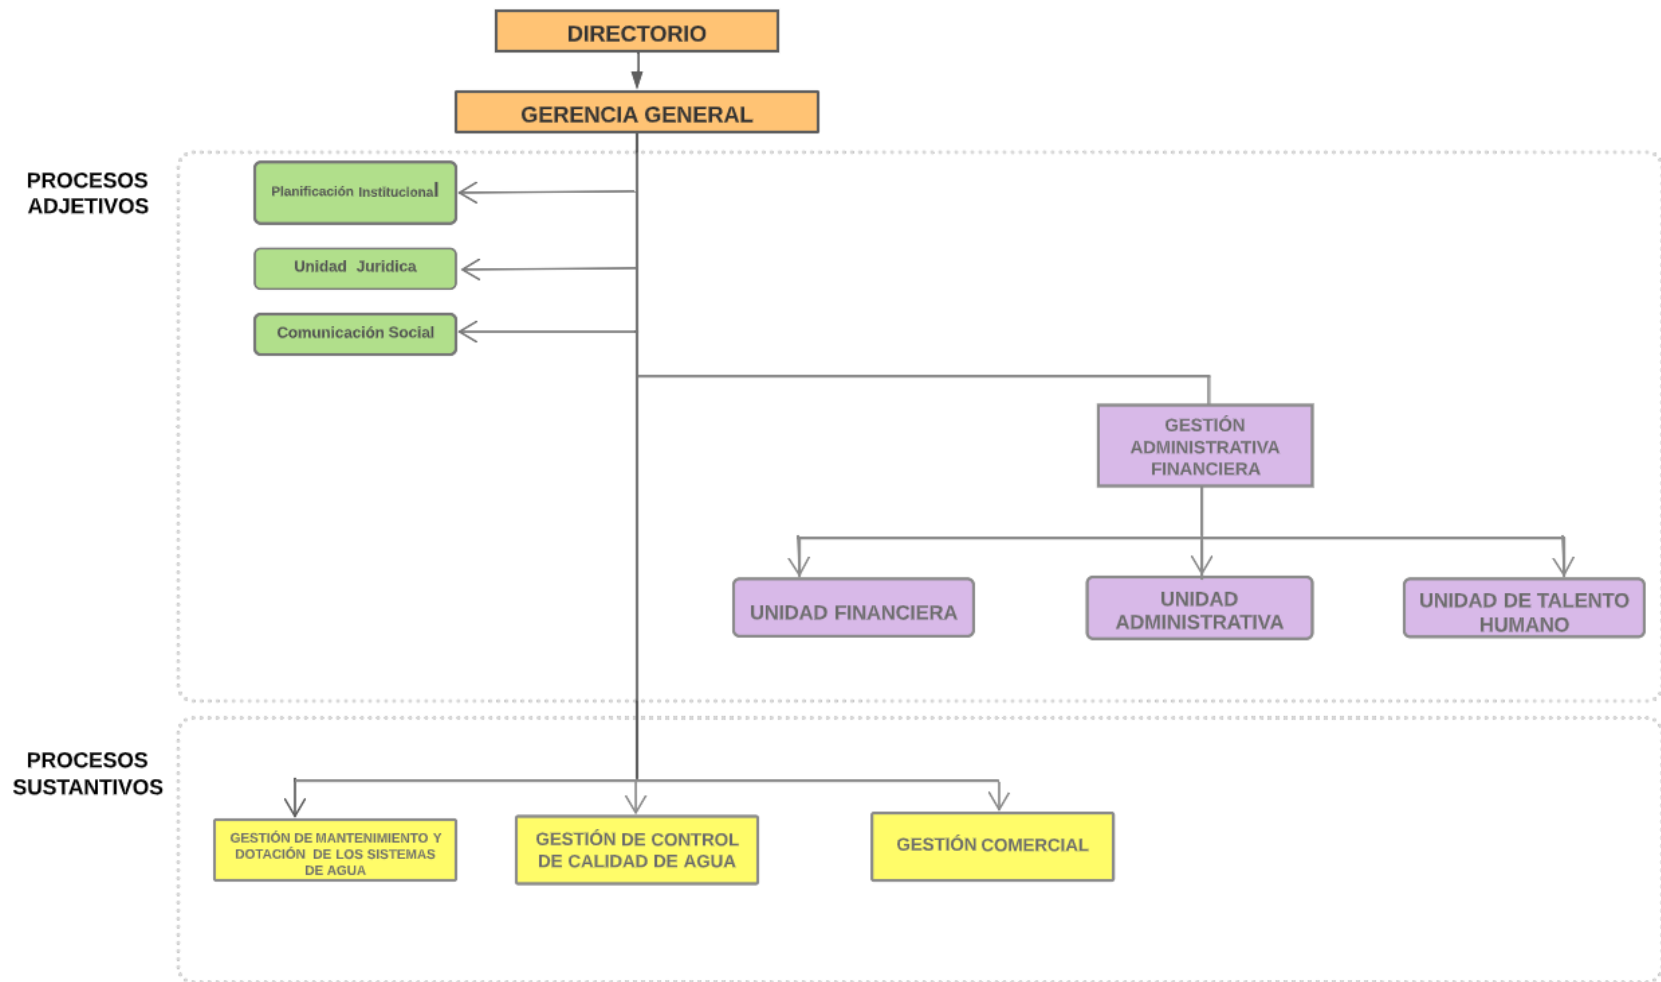 DIRECTORIO
GERENCIA GENERAL
PROCESOS
ADJETIVOS
Planificación Institucional
Unidad Juridica
Comunicación Social
GESTIÓN
ADMINISTRATIVA
FINANCIERA
UNIDAD FINANCIERA
UNIDAD
ADMINISTRATIVA
UNIDAD DE TALENTO
HUMANO
PROCESOS
SUSTANTIVOS
GESTIÓN DE MANTENIMIENTO Y
DOTACIÓN DE LOS SISTEMAS
DE AGUA
GESTIÓN DE CONTROL
DE CALIDAD DE AGUA
GESTIÓN COMERCIAL